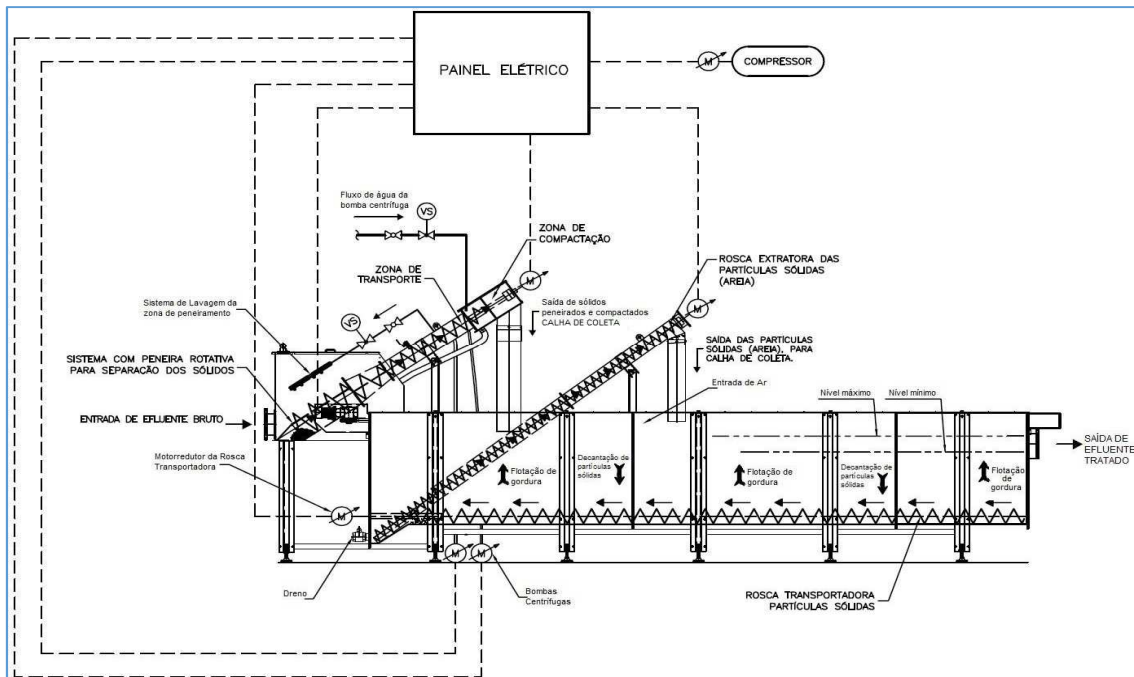 PAINEL ELÉTRICO
M
COMPRESSOR
Fluxo de água da
bomba centrífuga
VS
ZONA DE
COMPACTAÇÃO
ZONA DE
TRANSPORTE
M
ROSCA EXTRATORA DAS
PARTÍCULAS SÓLIDAS
(AREIA)
M
Sistema de Lavagem da
zona de peneiramento
VS
Saída de sólidos
peneirados e compactados
CALHA DE COLETA
SISTEMA COM PENEIRA ROTATIVA
PARA SEPARAÇÃO DOS SÓLIDOS
SAÍDA DAS PARTÍCULAS
SÓLIDAS (AREIA), PARA
CALHA DE COLETA.
Entrada de Ar
Nível máximo
Nível mínimo
ENTRADA DE EFLUENTE BRUTO
SAÍDA DE
EFLUENTE
TRATADO
Motorredutor da Rosca
Transportadora
Flotação de
gordura
Decantação de
partículas
sólidas
Flotação de
gordura
Decantação de
partículas
sólidas
Flotação
de
gordura
M
Dreno
M
M
Bombas
Centrífugas
ROSCA TRANSPORTADORA
PARTÍCULAS SÓLIDAS